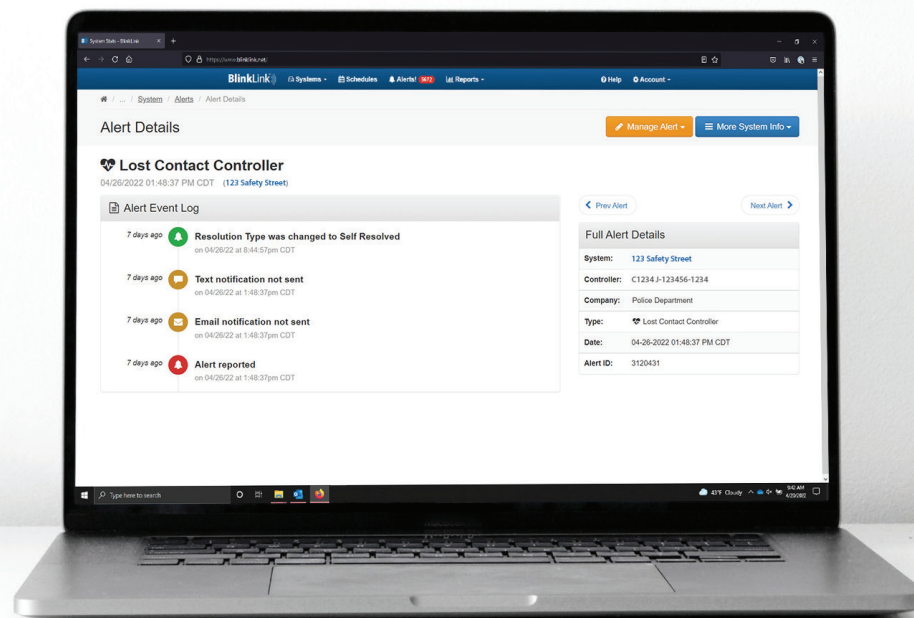 System Stats - BlinkLink
https://www.blinklink.net/
BlinkLink Systems Schedules Alerts! 3672 Reports Help Account
/ ... / System / Alerts / Alert Details
Alert Details
Manage Alert
More System Info
Lost Contact Controller
04/26/2022 01:48:37 PM CDT (123 Safety Street)
Prev Alert
Next Alert
Alert Event Log
7 days ago Resolution Type was changed to Self Resolved
on 04/26/22 at 8:44:57pm CDT
7 days ago Text notification not sent
on 04/26/22 at 1:48:37pm CDT
7 days ago Email notification not sent
on 04/26/22 at 1:48:37pm CDT
7 days ago Alert reported
on 04/26/22 at 1:48:37pm CDT
Full Alert Details
System: 123 Safety Street
Controller: C1234J-123456-1234
Company: Police Department
Type: Lost Contact Controller
Date: 04-26-2022 01:48:37 PM CDT
Alert ID: 3120431
Type here to search
43°F Cloudy
9:42 AM